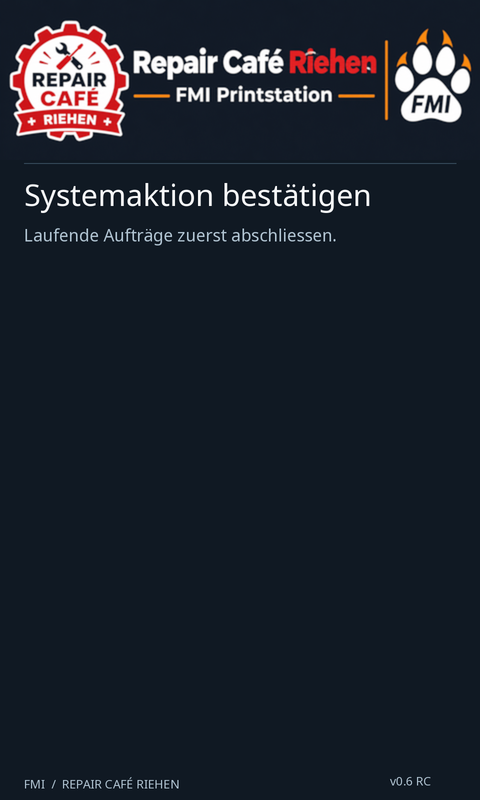 REPAIR
CAFÉ
RIEHEN
Repair Café Riehen
FMI Printstation
FMI
Systemaktion bestätigen
Laufende Aufträge zuerst abschliessen.
FMI / REPAIR CAFÉ RIEHEN
v0.6 RC